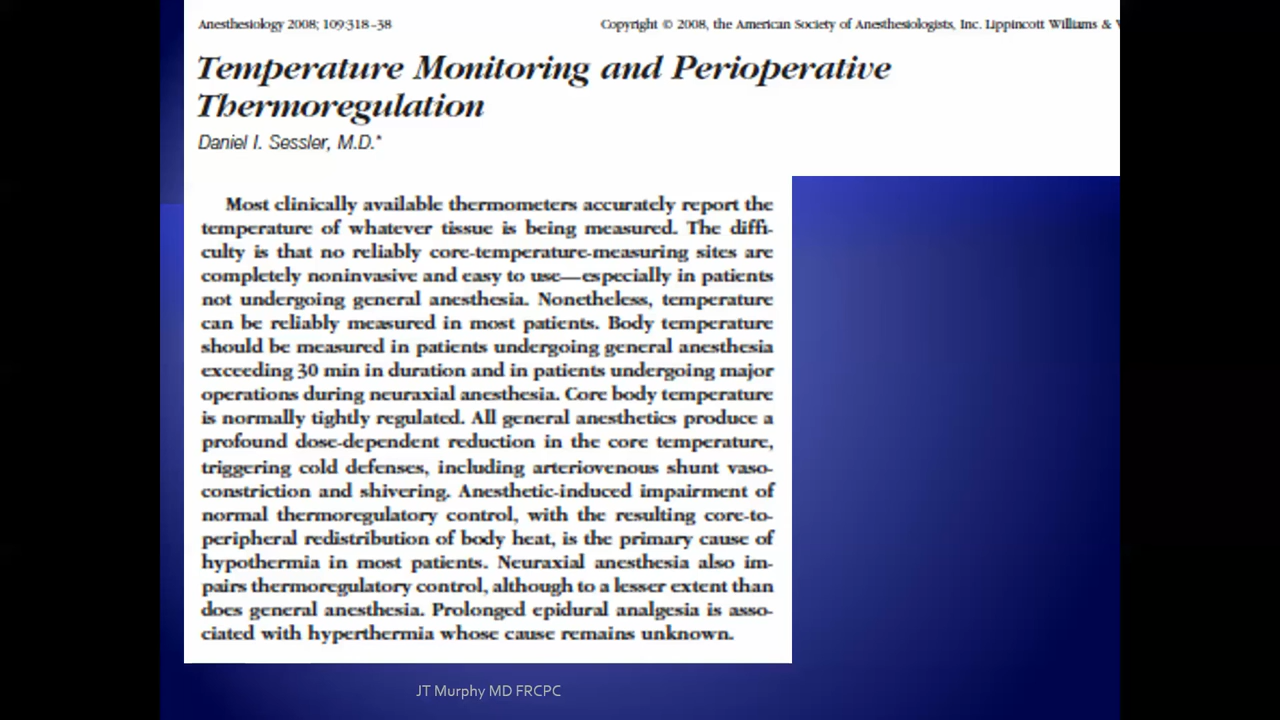 Anesthesiology 2008; 109:318–38
Copyright © 2008, the American Society of Anesthesiologists, Inc. Lippincott Williams &
Temperature Monitoring and Perioperative
Thermoregulation
Daniel I. Sessler, M.D.*
Most clinically available thermometers accurately report the
temperature of whatever tissue is being measured. The diffi-
culty is that no reliably core-temperature-measuring sites are
completely noninvasive and easy to use—especially in patients
not undergoing general anesthesia. Nonetheless, temperature
can be reliably measured in most patients. Body temperature
should be measured in patients undergoing general anesthesia
exceeding 30 min in duration and in patients undergoing major
operations during neuraxial anesthesia. Core body temperature
is normally tightly regulated. All general anesthetics produce a
profound dose-dependent reduction in the core temperature,
triggering cold defenses, including arteriovenous shunt vaso-
constriction and shivering. Anesthetic-induced impairment of
normal thermoregulatory control, with the resulting core-to-
peripheral redistribution of body heat, is the primary cause of
hypothermia in most patients. Neuraxial anesthesia also im-
pairs thermoregulatory control, although to a lesser extent than
does general anesthesia. Prolonged epidural analgesia is asso-
ciated with hyperthermia whose cause remains unknown.
JT Murphy MD FRCPC